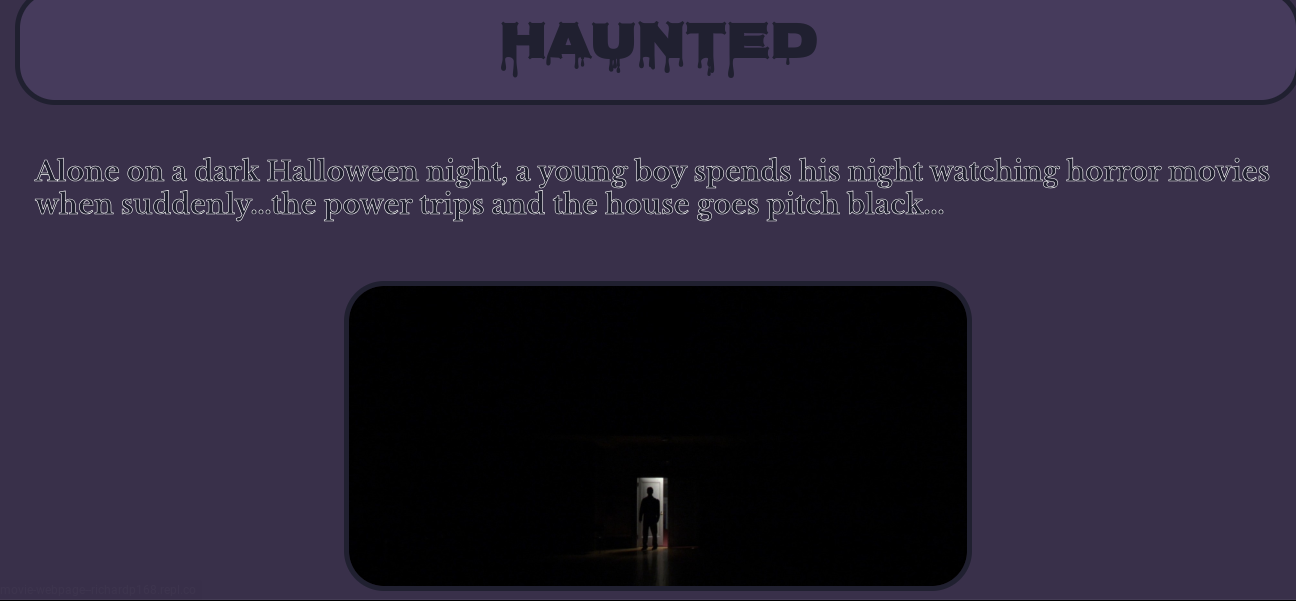 HAUNTED
Alone on a dark Halloween night, a young boy spends his night watching horror movies
when suddenly...the power trips and the house goes pitch black...